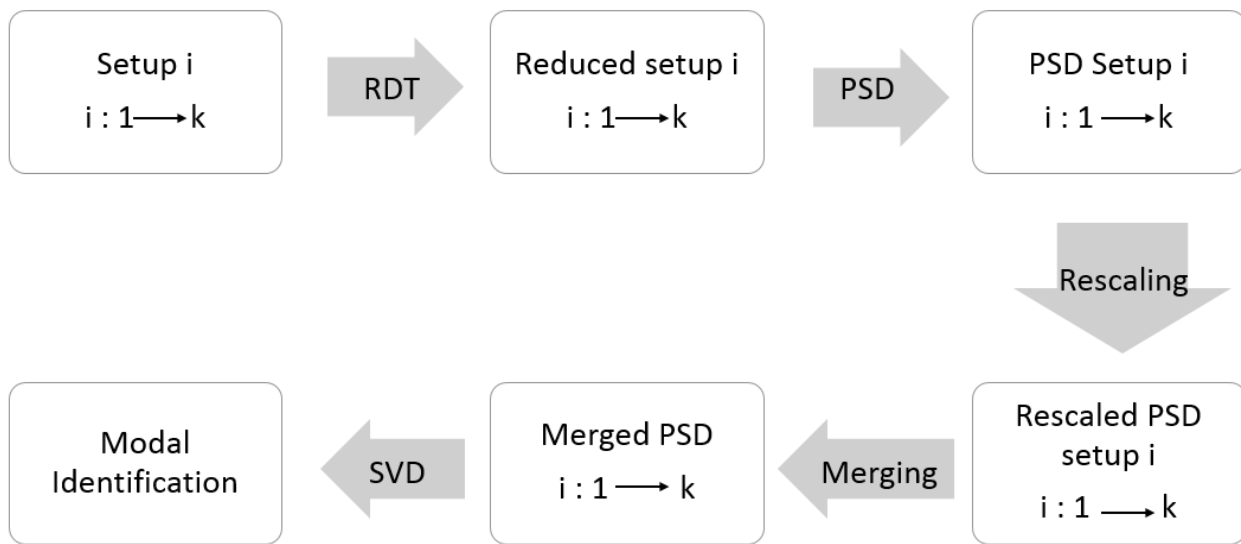 Setup i
i : 1⟶k
RDT
Reduced setup i
i : 1⟶k
PSD
PSD Setup i
i : 1⟶k
Rescaling
Rescaled PSD
setup i
i : 1 ⟶ k
Merging
Merged PSD
i : 1 ⟶ k
SVD
Modal
Identification